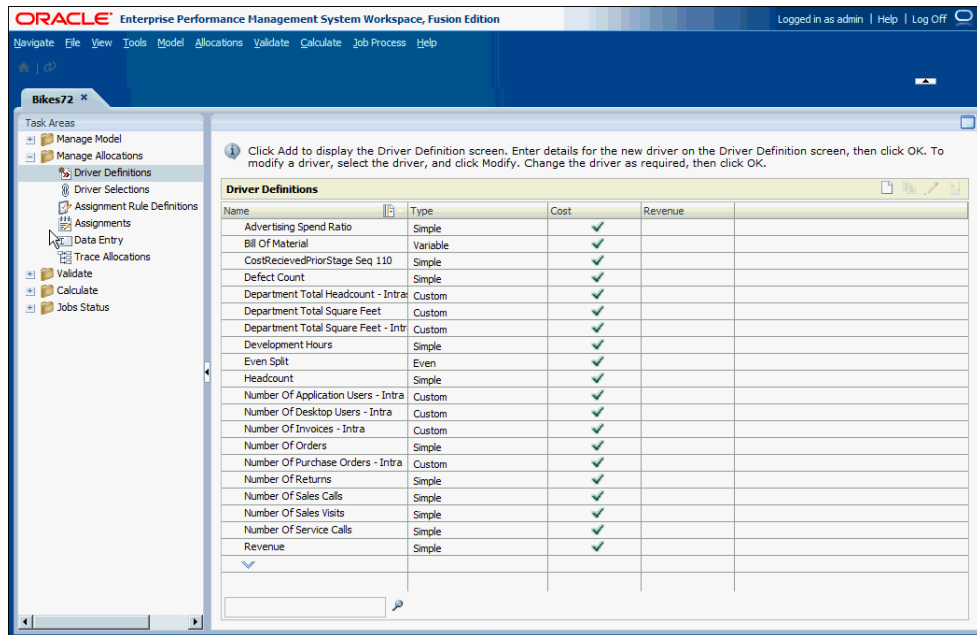 ORACLE Enterprise Performance Management System Workspace, Fusion Edition
Logged in as admin | Help | Log Off
Navigate File View Tools Model Allocations Validate Calculate Job Process Help
Bikes72
Task Areas
Manage Model
Manage Allocations
Driver Definitions
Driver Selections
Assignment Rule Definitions
Assignments
Data Entry
Trace Allocations
Validate
Calculate
Jobs Status
Click Add to display the Driver Definition screen. Enter details for the new driver on the Driver Definition screen, then click OK. To
modify a driver, select the driver, and click Modify. Change the driver as required, then click OK.
Driver Definitions
Name Type Cost Revenue
Advertising Spend Ratio Simple
Bill Of Material Variable
CostRecievedPriorStage Seq 110 Simple
Defect Count Simple
Department Total Headcount - Intra Custom
Department Total Square Feet Custom
Department Total Square Feet - Intr Custom
Development Hours Simple
Even Split Even
Headcount Simple
Number Of Application Users - Intra Custom
Number Of Desktop Users - Intra Custom
Number Of Invoices - Intra Custom
Number Of Orders Simple
Number Of Purchase Orders - Intra Custom
Number Of Returns Simple
Number Of Sales Calls Simple
Number Of Sales Visits Simple
Number Of Service Calls Simple
Revenue Simple